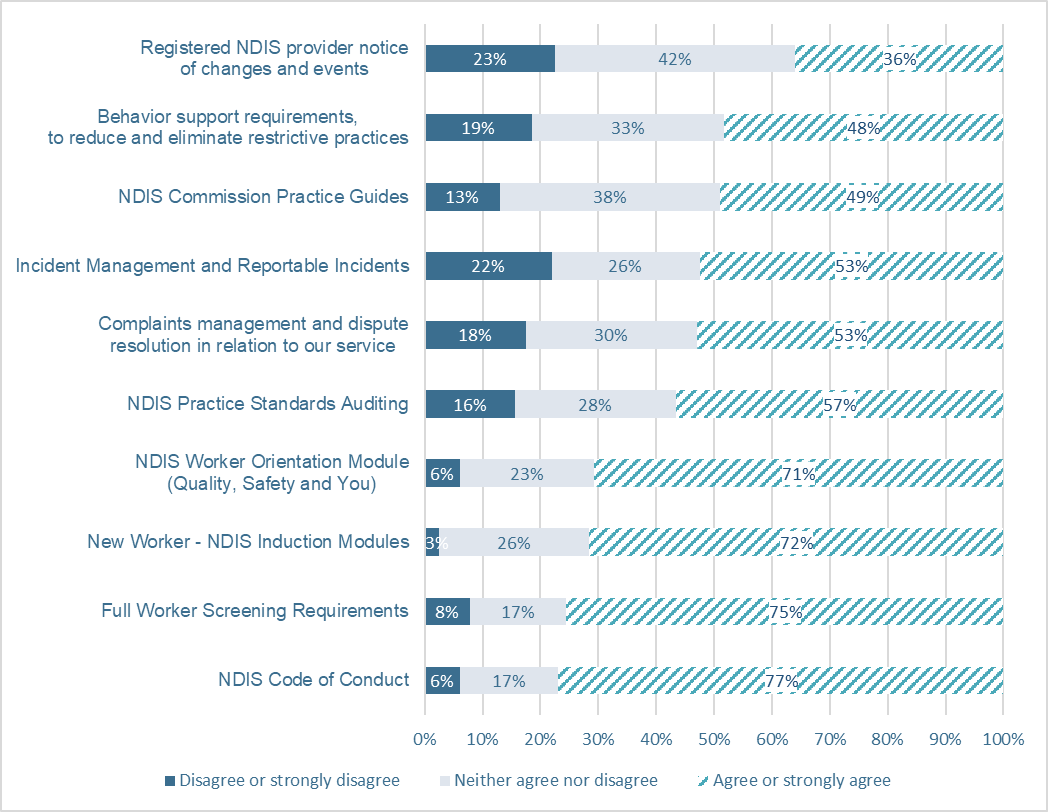 Registered NDIS provider notice
of changes and events
23% 42% 36%
Behavior support requirements,
to reduce and eliminate restrictive practices
19% 33% 48%
NDIS Commission Practice Guides
13% 38% 49%
Incident Management and Reportable Incidents
22% 26% 53%
Complaints management and dispute
resolution in relation to our service
18% 30% 53%
NDIS Practice Standards Auditing
16% 28% 57%
NDIS Worker Orientation Module
(Quality, Safety and You)
6% 23% 71%
New Worker - NDIS Induction Modules
3% 26% 72%
Full Worker Screening Requirements
8% 17% 75%
NDIS Code of Conduct
6% 17% 77%
0% 10% 20% 30% 40% 50% 60% 70% 80% 90% 100%
Disagree or strongly disagree Neither agree nor disagree Agree or strongly agree